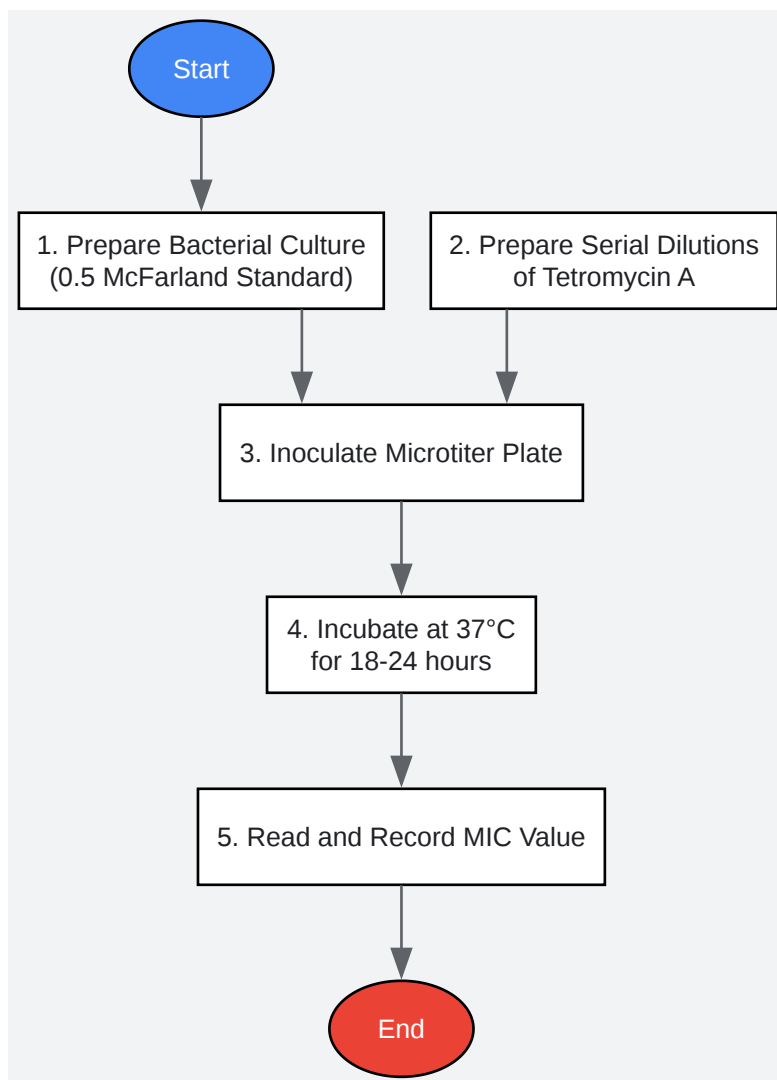 Start
1. Prepare Bacterial Culture
(0.5 McFarland Standard)
2. Prepare Serial Dilutions
of Tetromycin A
3. Inoculate Microtiter Plate
4. Incubate at 37°C
for 18-24 hours
5. Read and Record MIC Value
End